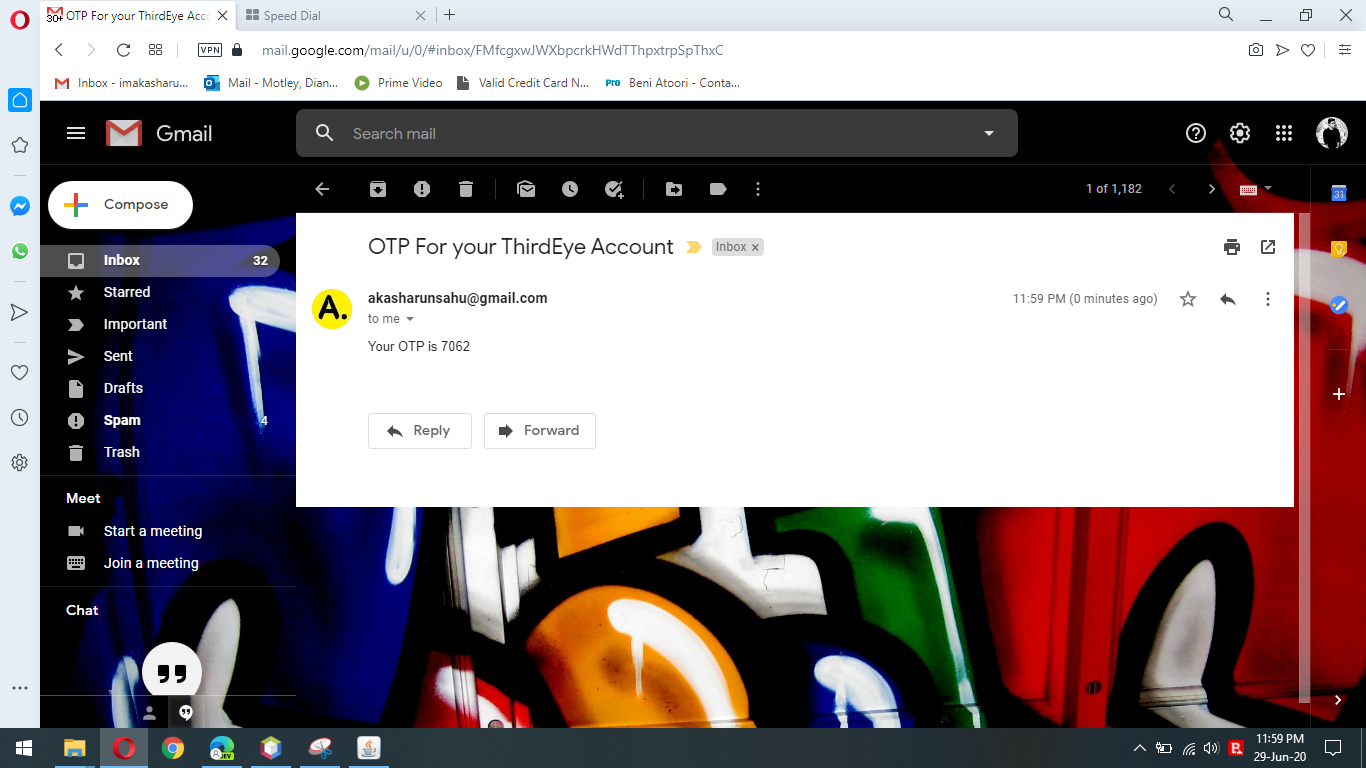 30+
OTP For your ThirdEye Acco
Speed Dial
VPN
mail.google.com/mail/u/0/#inbox/FMfcgxwJWXbpcrkHWdTThpxtrpSpThxC
Inbox - imakasharu...
Mail - Motley, Dian...
Prime Video
Valid Credit Card N...
Pro
Beni Atoori - Conta...
Gmail
Search mail
Compose
1 of 1,182
31
Inbox 32
Starred
Important
Sent
Drafts
Spam 4
Trash
Meet
Start a meeting
Join a meeting
Chat
OTP For your ThirdEye Account
Inbox x
A.
akasharunsahu@gmail.com
11:59 PM (0 minutes ago)
to me
Your OTP is 7062
Reply
Forward
11:59 PM
29-Jun-20